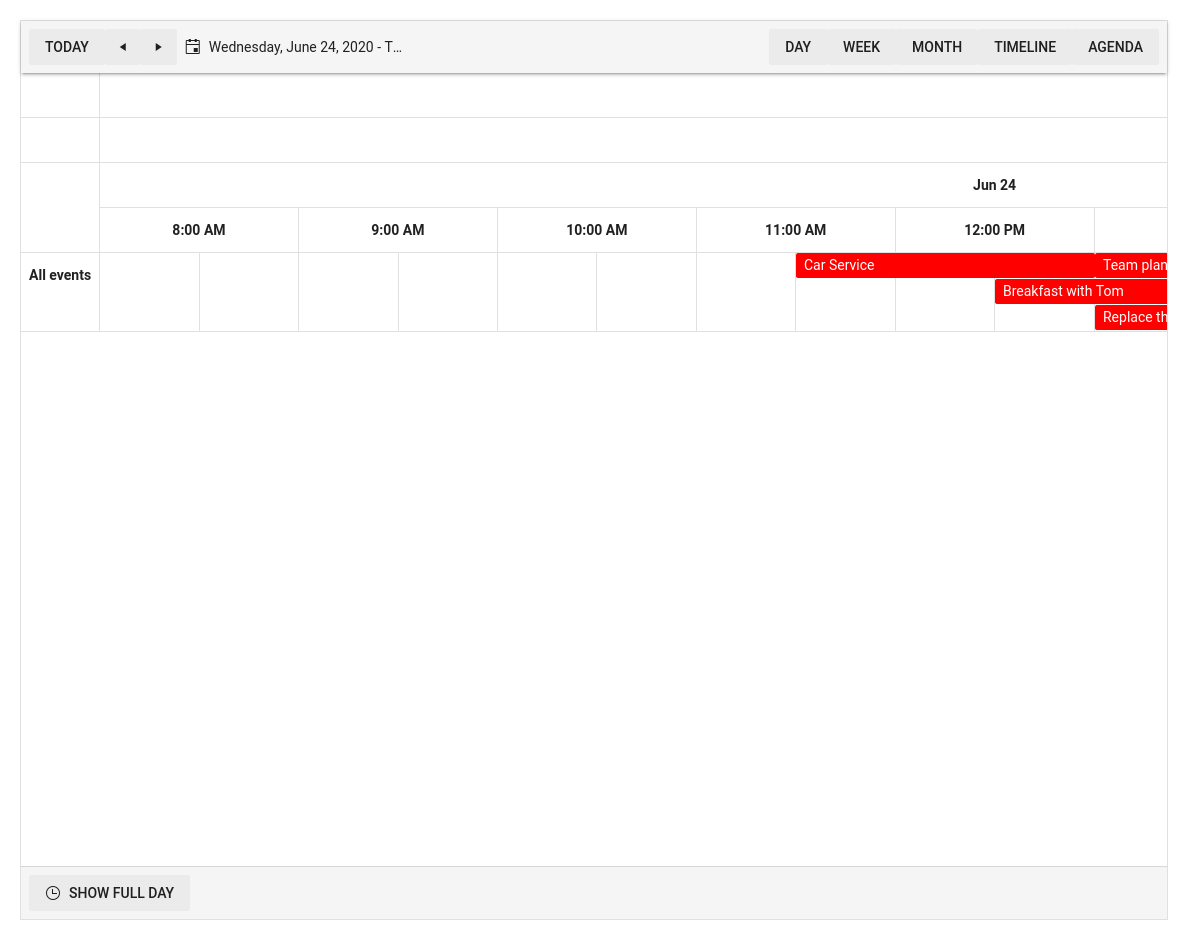 TODAY Wednesday, June 24, 2020 - T... DAY WEEK MONTH TIMELINE AGENDA
Jun 24
8:00 AM 9:00 AM 10:00 AM 11:00 AM 12:00 PM
All events Car Service Team plan
Breakfast with Tom
Replace th
SHOW FULL DAY